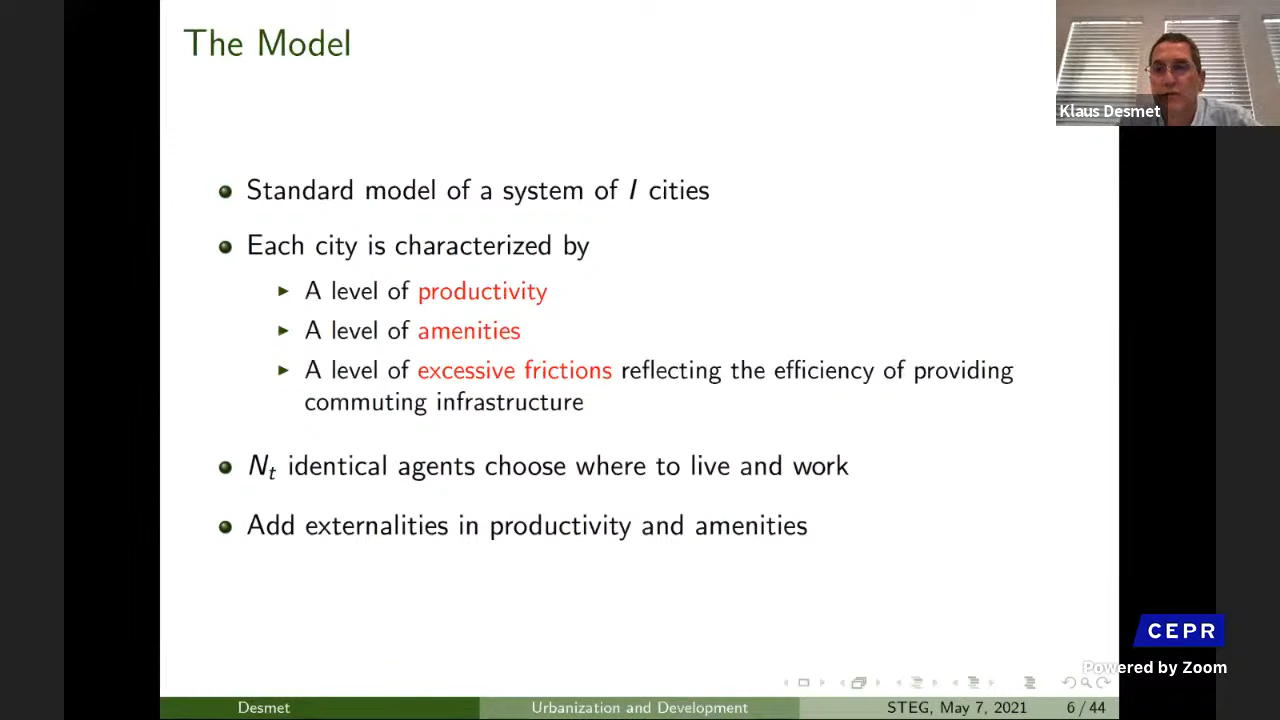 The Model
Klaus Desmet
Standard model of a system of I cities
Each city is characterized by
A level of productivity
A level of amenities
A level of excessive frictions reflecting the efficiency of providing
commuting infrastructure
Nt identical agents choose where to live and work
Add externalities in productivity and amenities
CEPR
Powered by Zoom
Desmet
Urbanization and Development
STEG, May 7, 2021
6 / 44